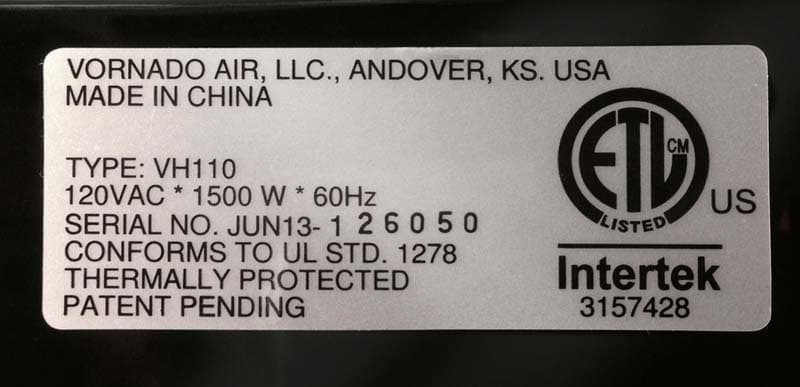 VORNADO AIR, LLC., ANDOVER, KS. USA
MADE IN CHINA
TYPE: VH110
120VAC * 1500 W * 60Hz
SERIAL NO. JUN13- 1 2 6 0 5 0
CONFORMS TO UL STD. 1278
THERMALLY PROTECTED
PATENT PENDING
ETL CM
LISTED
US
Intertek
3157428